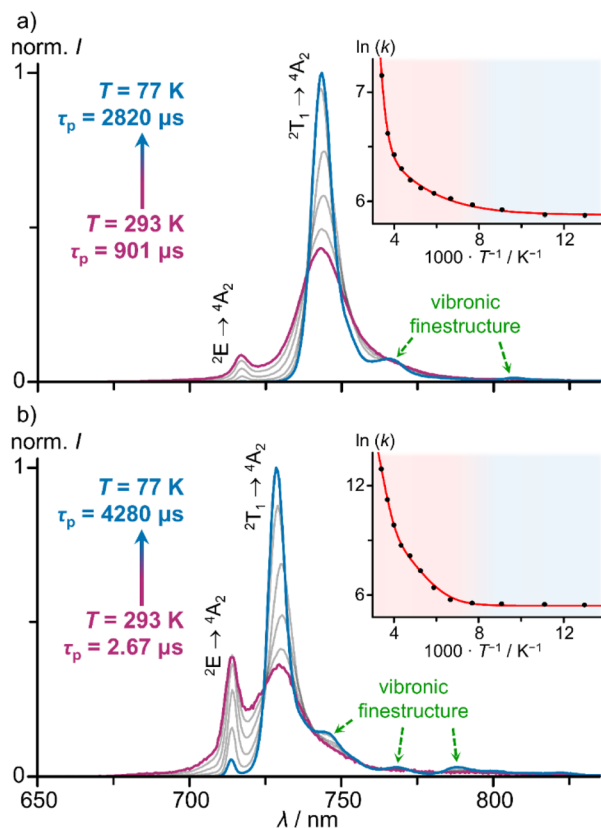 a)
norm. I
1
0
T = 77 K
τp = 2820 µs
T = 293 K
τp = 901 µs
²E → ⁴A₂
²T₁ → ⁴A₂
vibronic
finestructure
ln (k)
7
6
4
8
12
1000 · T⁻¹ / K⁻¹
b)
norm. I
1
0
T = 77 K
τp = 4280 µs
T = 293 K
τp = 2.67 µs
²E → ⁴A₂
²T₁ → ⁴A₂
vibronic
finestructure
ln (k)
12
6
4
8
12
1000 · T⁻¹ / K⁻¹
650
700
750
800
λ / nm